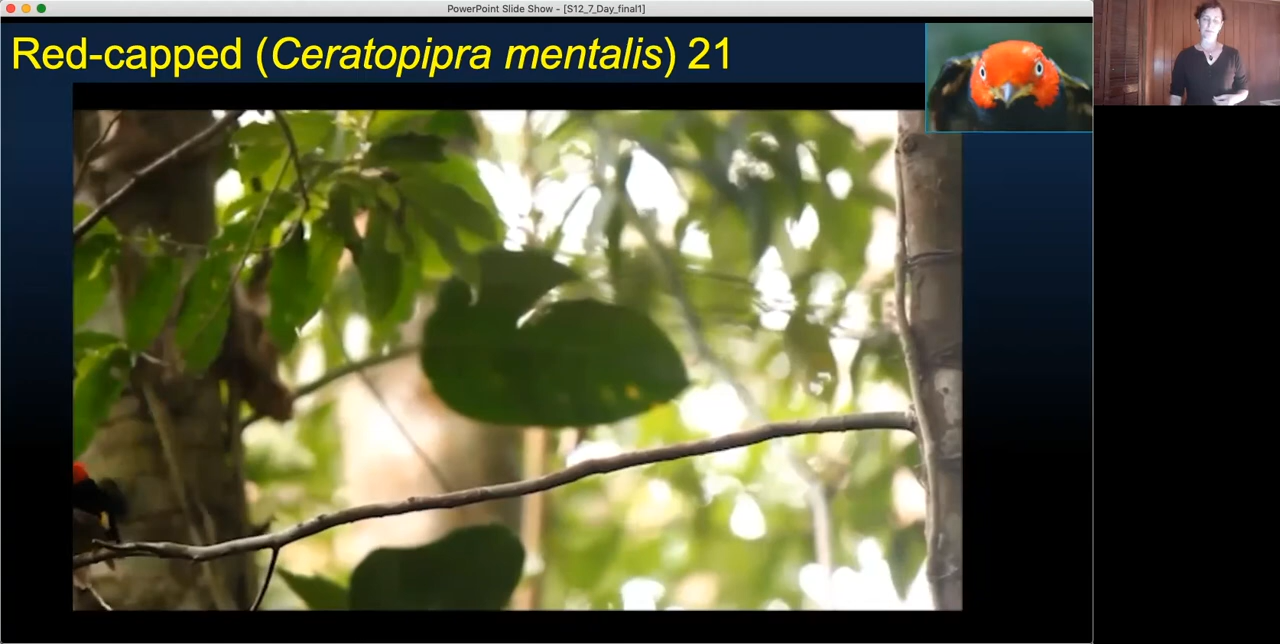 PowerPoint Slide Show - [S12_7_Day_final1]
Red-capped (Ceratopipra mentalis) 21